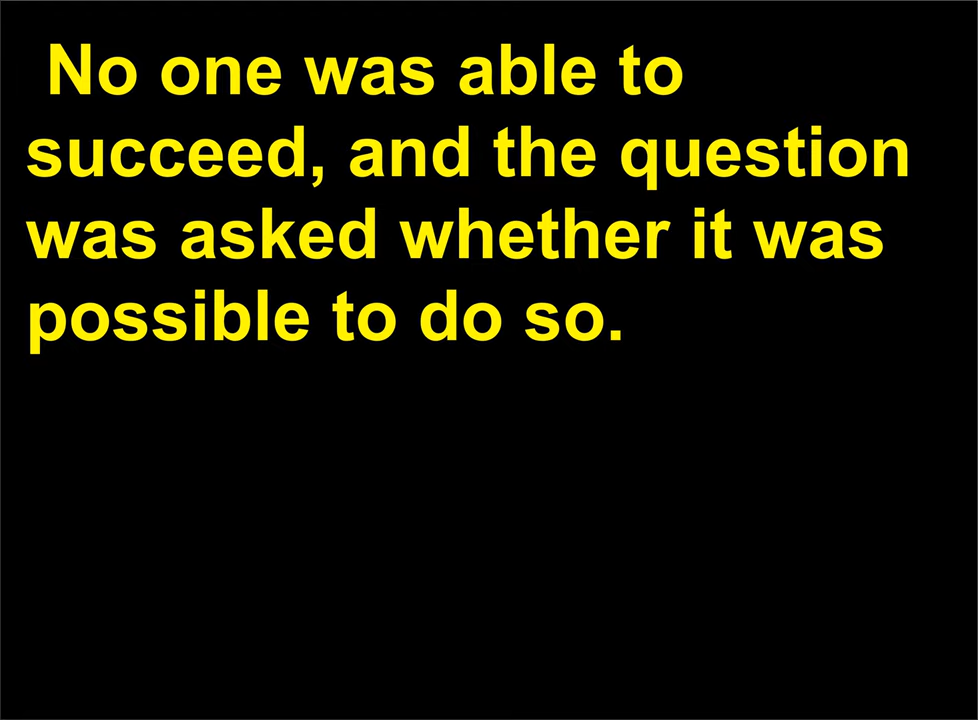 No one was able to
succeed, and the question
was asked whether it was
possible to do so.